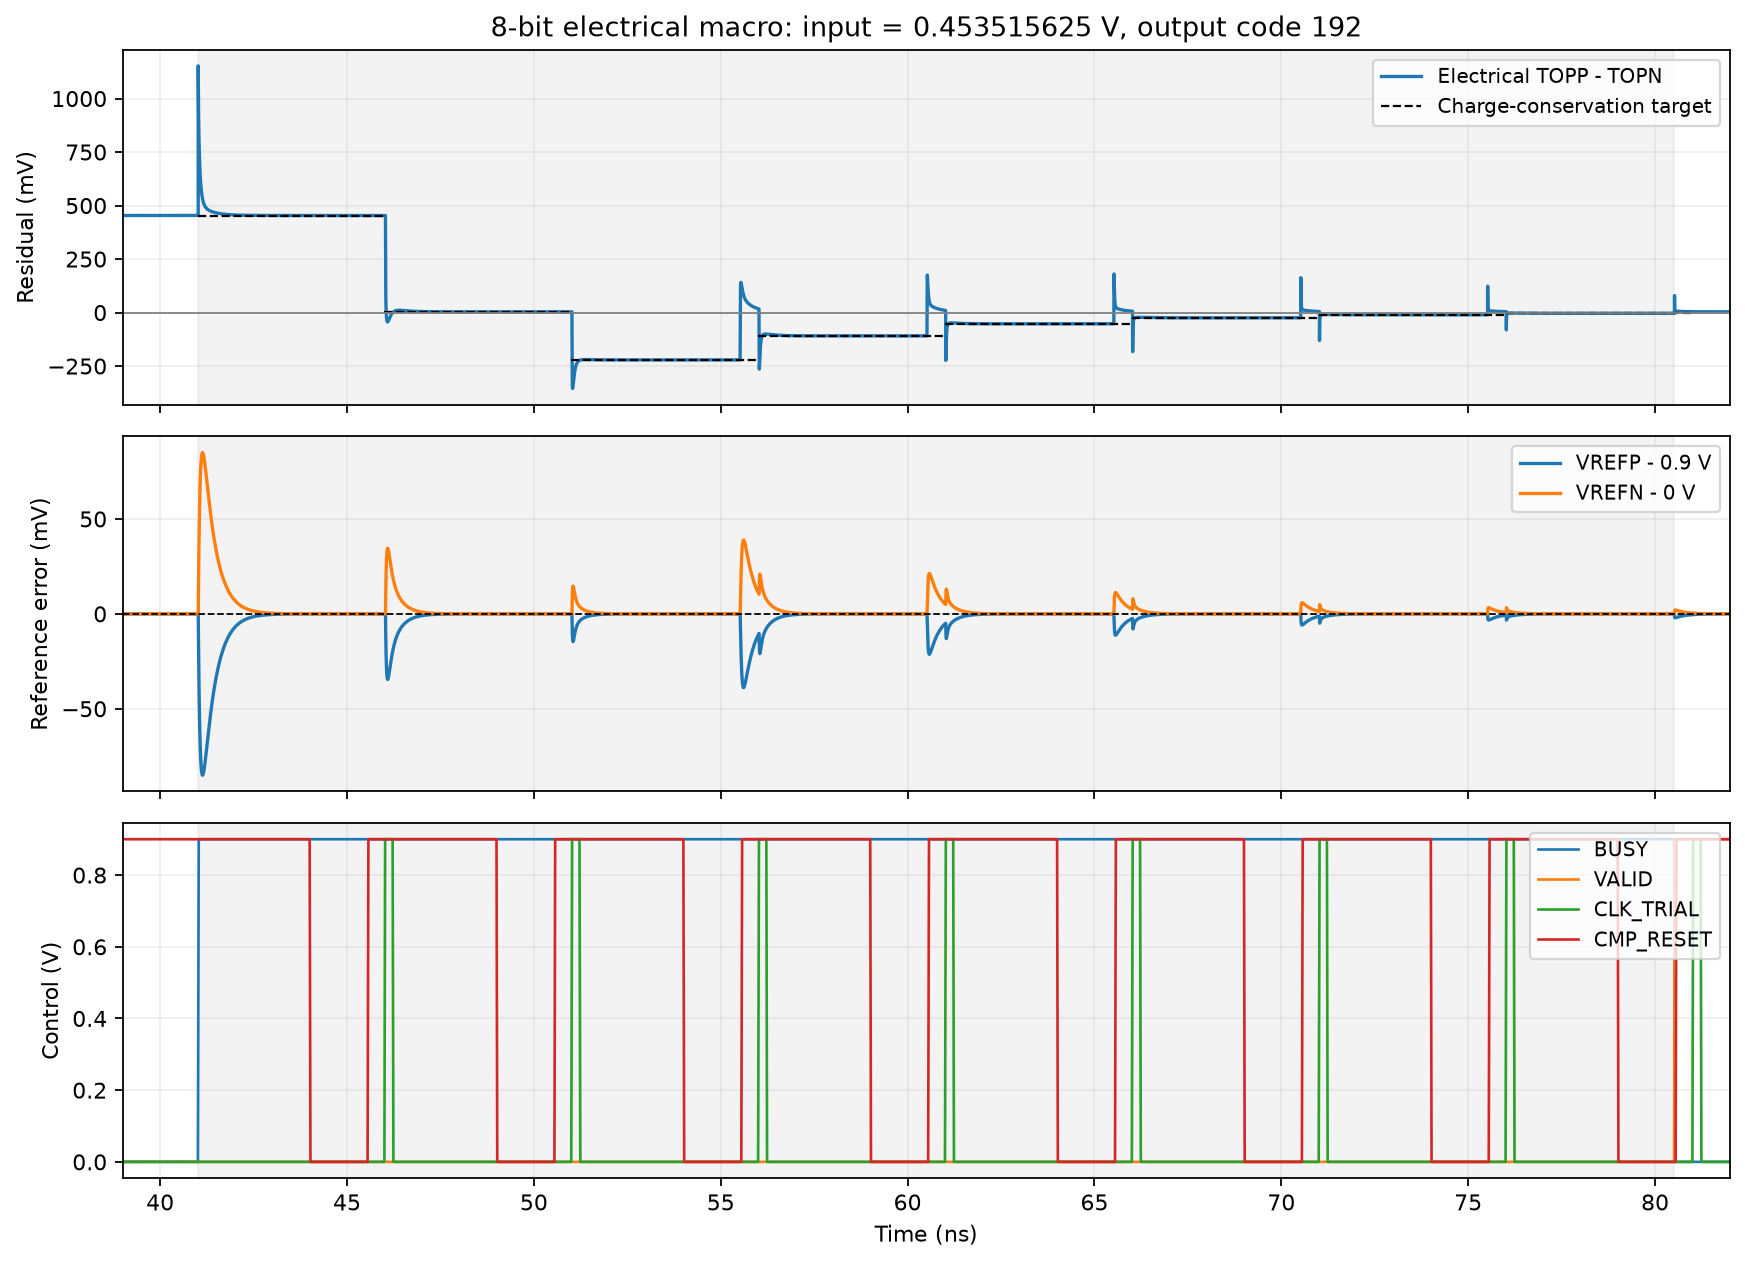 8-bit electrical macro: input = 0.453515625 V, output code 192
Electrical TOPP - TOPN
Charge-conservation target
Residual (mV)
1000
750
500
250
0
−250
VREFP - 0.9 V
VREFN - 0 V
Reference error (mV)
50
0
−50
BUSY
VALID
CLK_TRIAL
CMP_RESET
Control (V)
0.8
0.6
0.4
0.2
0.0
40 45 50 55 60 65 70 75 80
Time (ns)